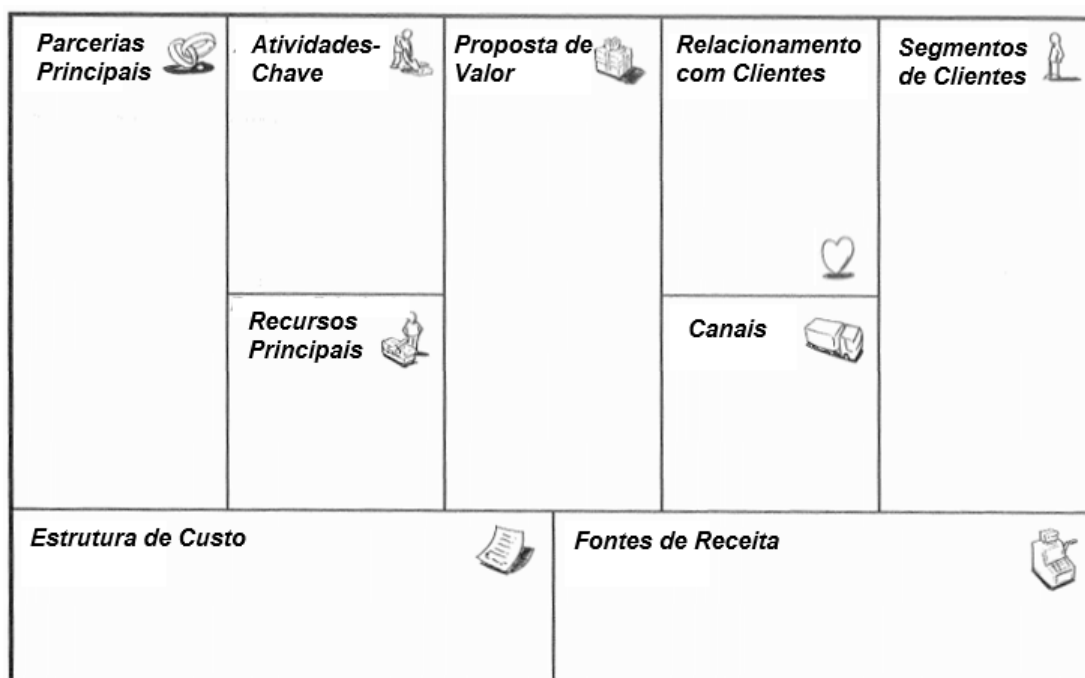 Parcerias
Principais
Atividades-
Chave
Proposta de
Valor
Relacionamento
com Clientes
Segmentos
de Clientes
Recursos
Principais
Canais
Estrutura de Custo
Fontes de Receita